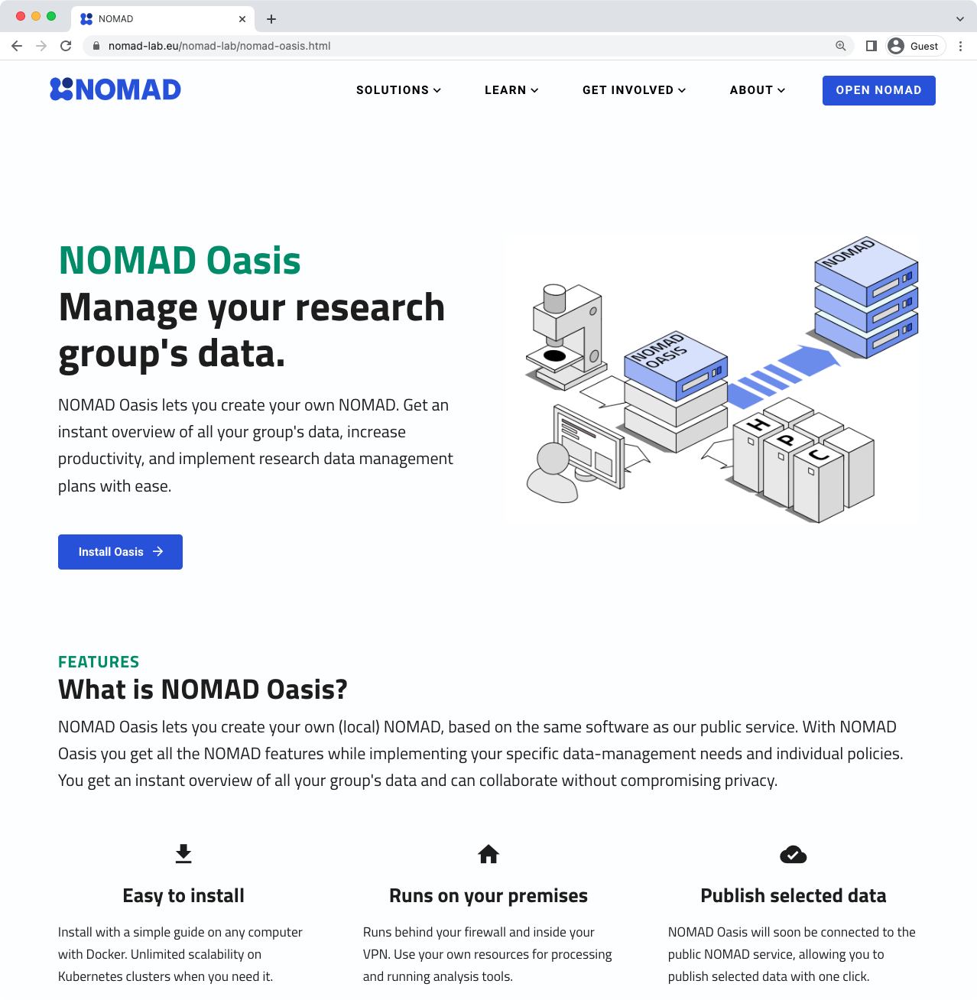 NOMAD
nomad-lab.eu/nomad-lab/nomad-oasis.html
Guest
NOMAD
SOLUTIONS
LEARN
GET INVOLVED
ABOUT
OPEN NOMAD
NOMAD Oasis
Manage your research
group's data.
NOMAD Oasis lets you create your own NOMAD. Get an
instant overview of all your group's data, increase
productivity, and implement research data management
plans with ease.
Install Oasis
NOMAD
NOMAD
OASIS
H
P
C
FEATURES
What is NOMAD Oasis?
NOMAD Oasis lets you create your own (local) NOMAD, based on the same software as our public service. With NOMAD
Oasis you get all the NOMAD features while implementing your specific data-management needs and individual policies.
You get an instant overview of all your group's data and can collaborate without compromising privacy.
Easy to install
Install with a simple guide on any computer
with Docker. Unlimited scalability on
Kubernetes clusters when you need it.
Runs on your premises
Runs behind your firewall and inside your
VPN. Use your own resources for processing
and running analysis tools.
Publish selected data
NOMAD Oasis will soon be connected to the
public NOMAD service, allowing you to
publish selected data with one click.